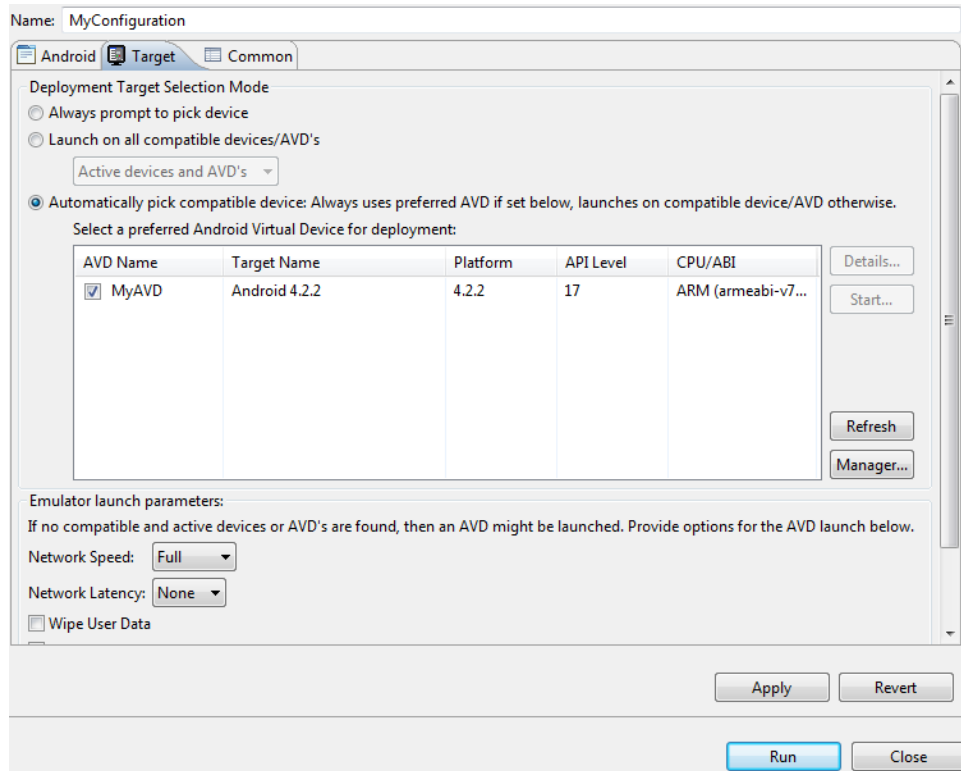 Name: MyConfiguration
Android Target Common
Deployment Target Selection Mode
Always prompt to pick device
Launch on all compatible devices/AVD's
Active devices and AVD's
Automatically pick compatible device: Always uses preferred AVD if set below, launches on compatible device/AVD otherwise.
Select a preferred Android Virtual Device for deployment:
AVD Name Target Name Platform API Level CPU/ABI Details...
MyAVD Android 4.2.2 4.2.2 17 ARM (armeabi-v7... Start...
Refresh
Manager...
Emulator launch parameters:
If no compatible and active devices or AVD's are found, then an AVD might be launched. Provide options for the AVD launch below.
Network Speed: Full
Network Latency: None
Wipe User Data
Apply Revert
Run Close